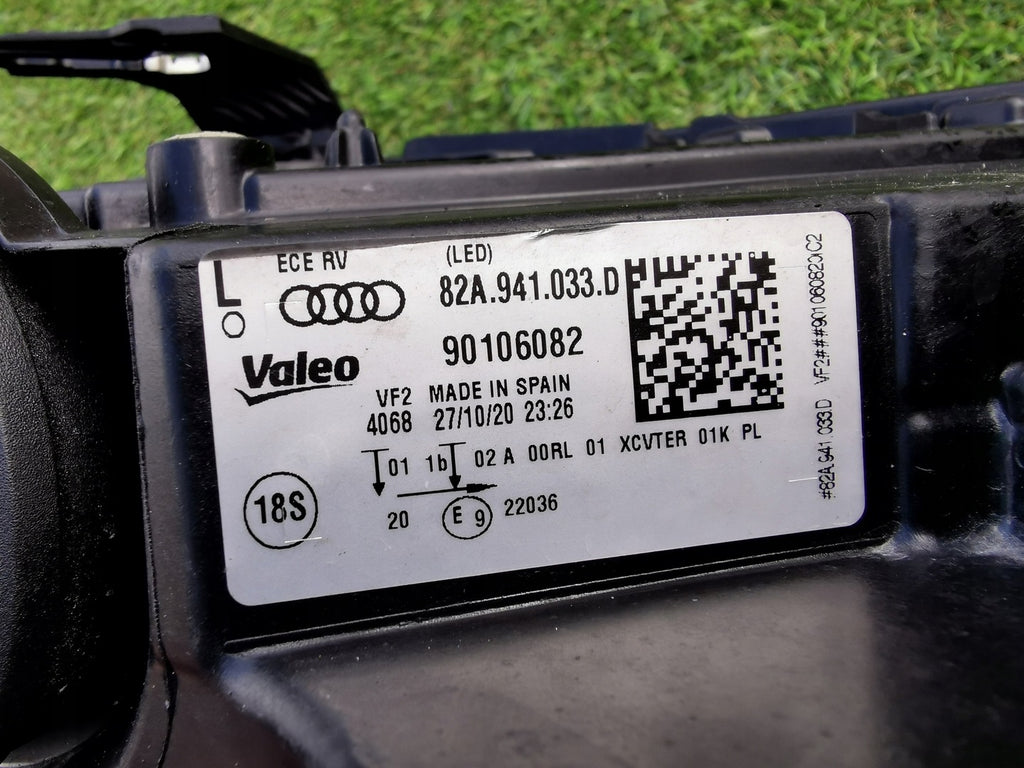 L
ECE RV
(LED)
82A.941.033.D
90106082
Valeo
VF2 MADE IN SPAIN
4068 27/10/20 23:26
01 1b 02 A 00RL 01 XCVTER 01K PL
18S
20 E 9 22036
#82A.941.033.D VF2###901060820C2